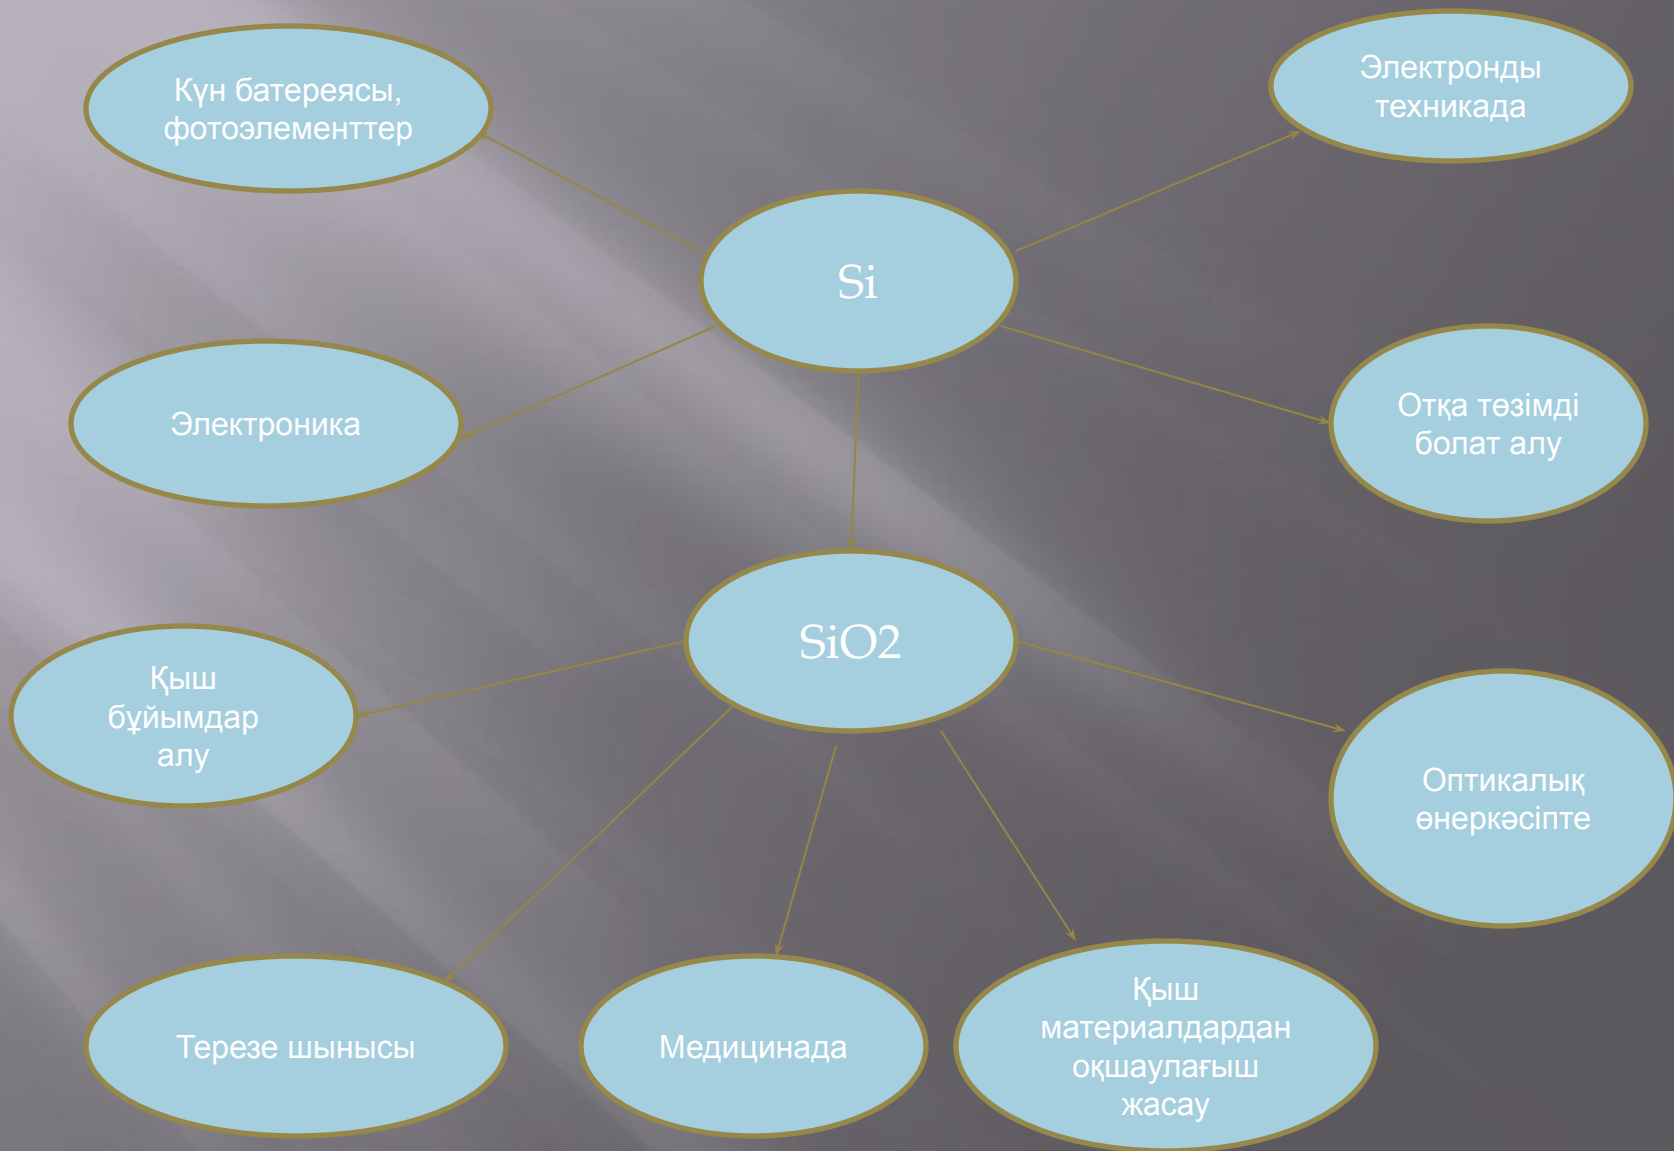 Күн батереясы,
фотоэлементтер
Электронды
техникада
Si
Электроника
Отқа төзімді
болат алу
SiO2
Қыш
бұйымдар
алу
Оптикалық
өнеркәсіпте
Терезе шынысы
Медицинада
Қыш
материалдардан
оқшаулағыш
жасау